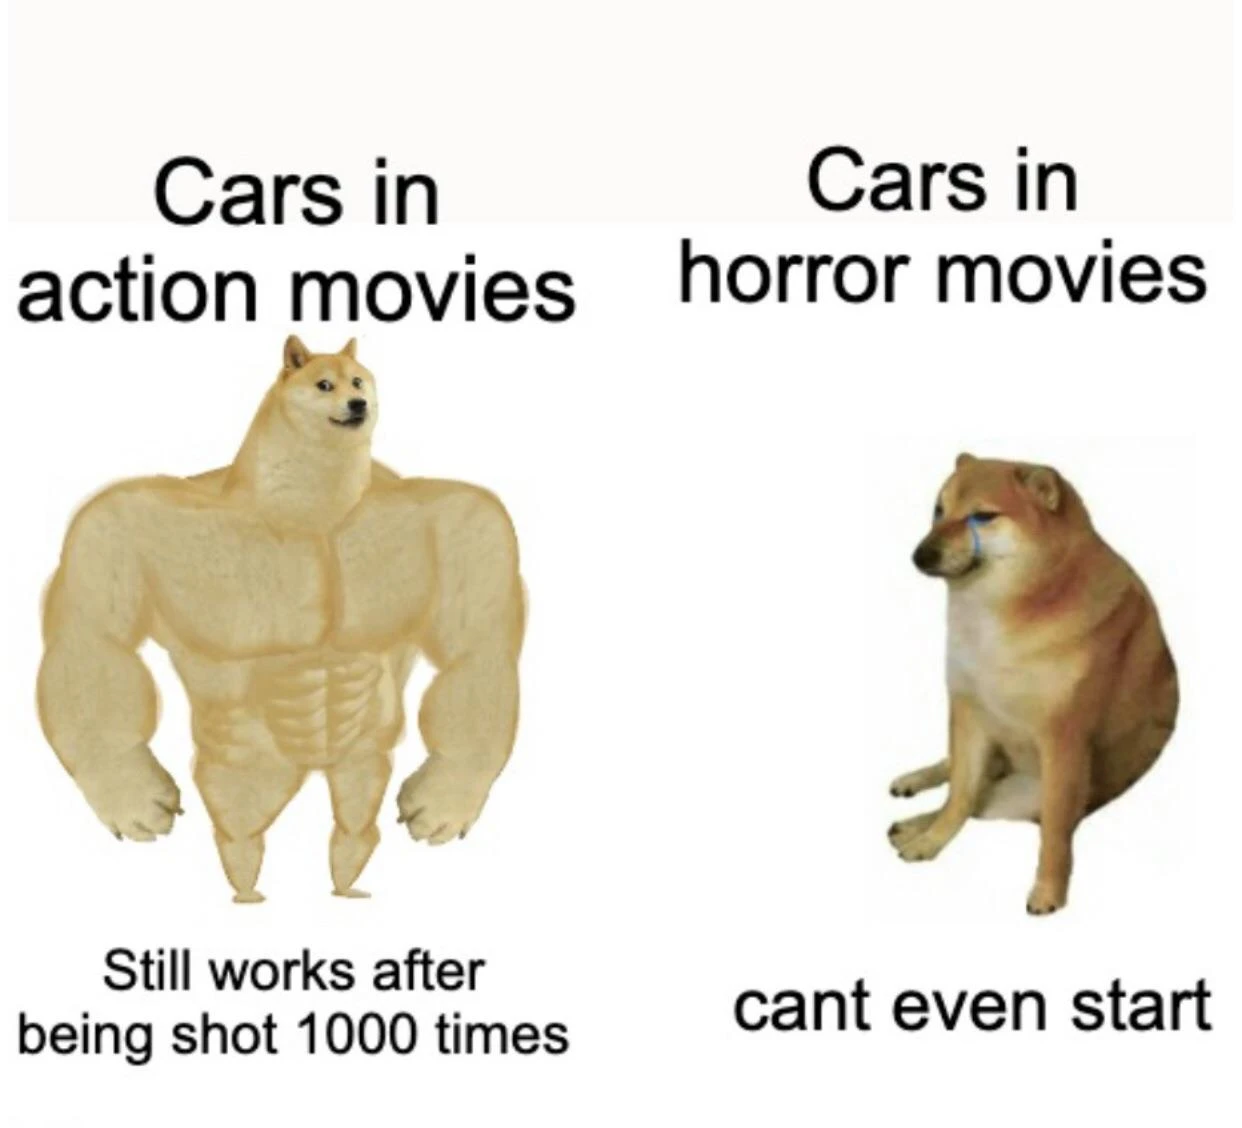 Cars in
action movies
Cars in
horror movies
Still works after
being shot 1000 times
cant even start